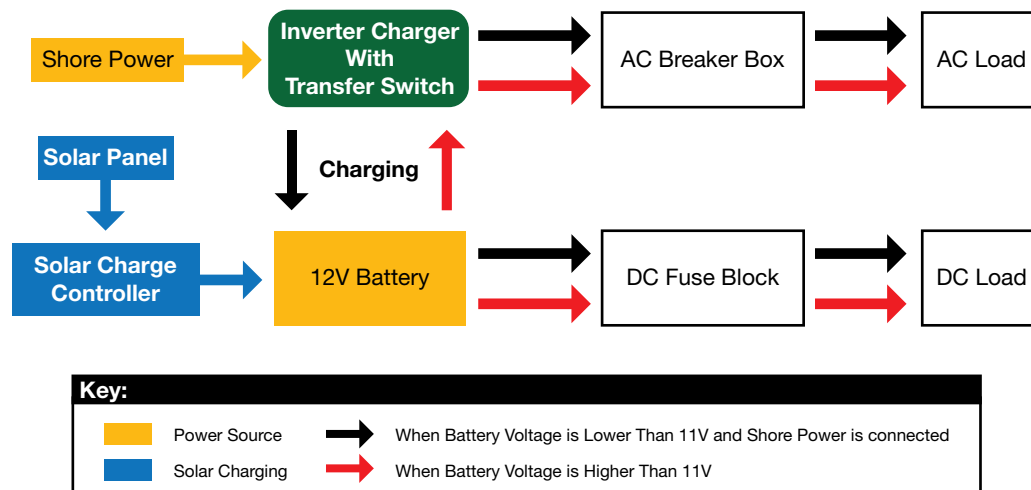 Shore Power
Inverter Charger
With
Transfer Switch
AC Breaker Box
AC Load
Solar Panel
Charging
Solar Charge
Controller
12V Battery
DC Fuse Block
DC Load
Key:
Power Source
When Battery Voltage is Lower Than 11V and Shore Power is connected
Solar Charging
When Battery Voltage is Higher Than 11V